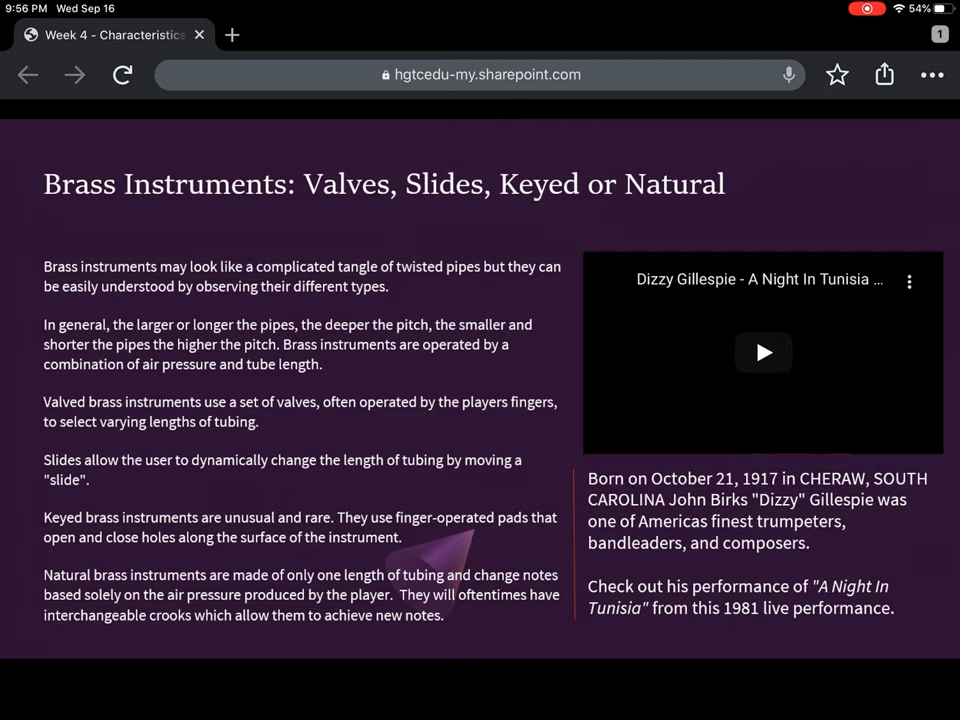 9:56 PM Wed Sep 16
54%
Week 4 - Characteristics
1
hgtcedu-my.sharepoint.com
Brass Instruments: Valves, Slides, Keyed or Natural
Brass instruments may look like a complicated tangle of twisted pipes but they can
be easily understood by observing their different types.
In general, the larger or longer the pipes, the deeper the pitch, the smaller and
shorter the pipes the higher the pitch. Brass instruments are operated by a
combination of air pressure and tube length.
Valved brass instruments use a set of valves, often operated by the players fingers,
to select varying lengths of tubing.
Slides allow the user to dynamically change the length of tubing by moving a
"slide".
Keyed brass instruments are unusual and rare. They use finger-operated pads that
open and close holes along the surface of the instrument.
Natural brass instruments are made of only one length of tubing and change notes
based solely on the air pressure produced by the player. They will oftentimes have
interchangeable crooks which allow them to achieve new notes.
Dizzy Gillespie - A Night In Tunisia ...
Born on October 21, 1917 in CHERAW, SOUTH
CAROLINA John Birks "Dizzy" Gillespie was
one of Americas finest trumpeters,
bandleaders, and composers.
Check out his performance of "A Night In
Tunisia" from this 1981 live performance.